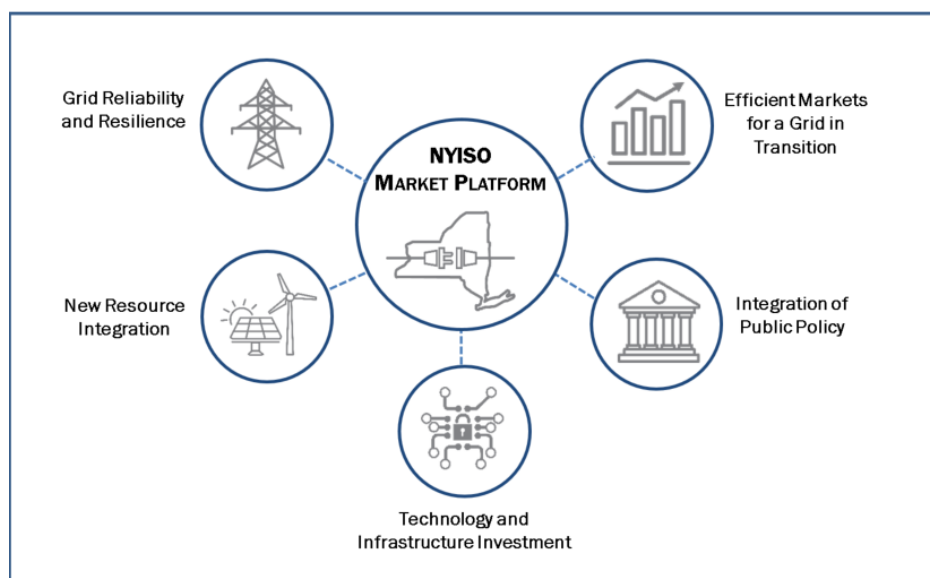 Grid Reliability
and Resilience
NYISO
MARKET PLATFORM
Efficient Markets
for a Grid in
Transition
New Resource
Integration
Integration of
Public Policy
Technology and
Infrastructure Investment